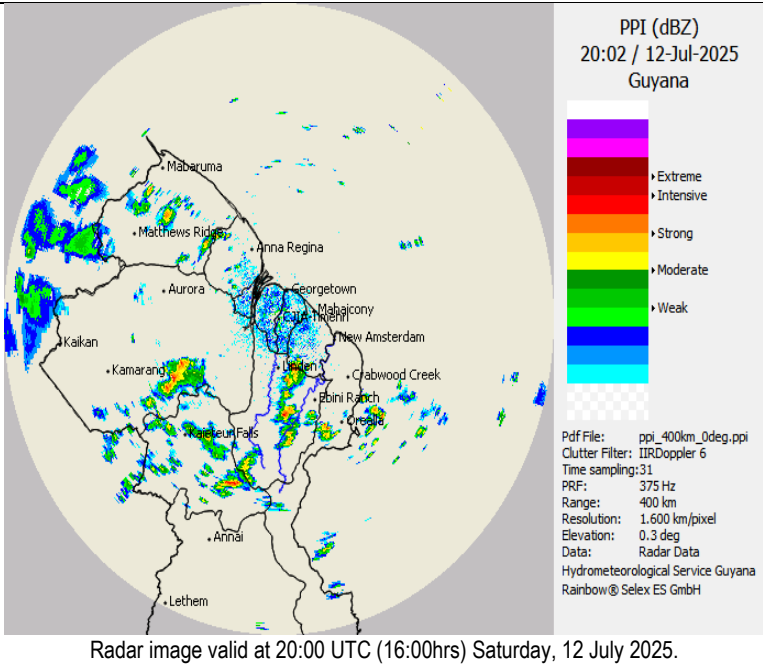 PPI (dBZ)
20:02 / 12-Jul-2025
Guyana
Extreme
Intensive
Strong
Moderate
Weak
Pdf File: ppi_400km_0deg.ppi
Clutter Filter: IIRDoppler 6
Time sampling:31
PRF: 375 Hz
Range: 400 km
Resolution: 1.600 km/pixel
Elevation: 0.3 deg
Data: Radar Data
Hydrometeorological Service Guyana
Rainbow® Selex ES GmbH
Mabaruma
Matthews Ridge
Anna Regina
Aurora
Georgetown
Mahaicony
CJIA Timehri
New Amsterdam
Kaikan
Linden
Kamarang
Crabwood Creek
Ebini Ranch
Orealla
Kaieteur Falls
Annai
Lethem
Radar image valid at 20:00 UTC (16:00hrs) Saturday, 12 July 2025.